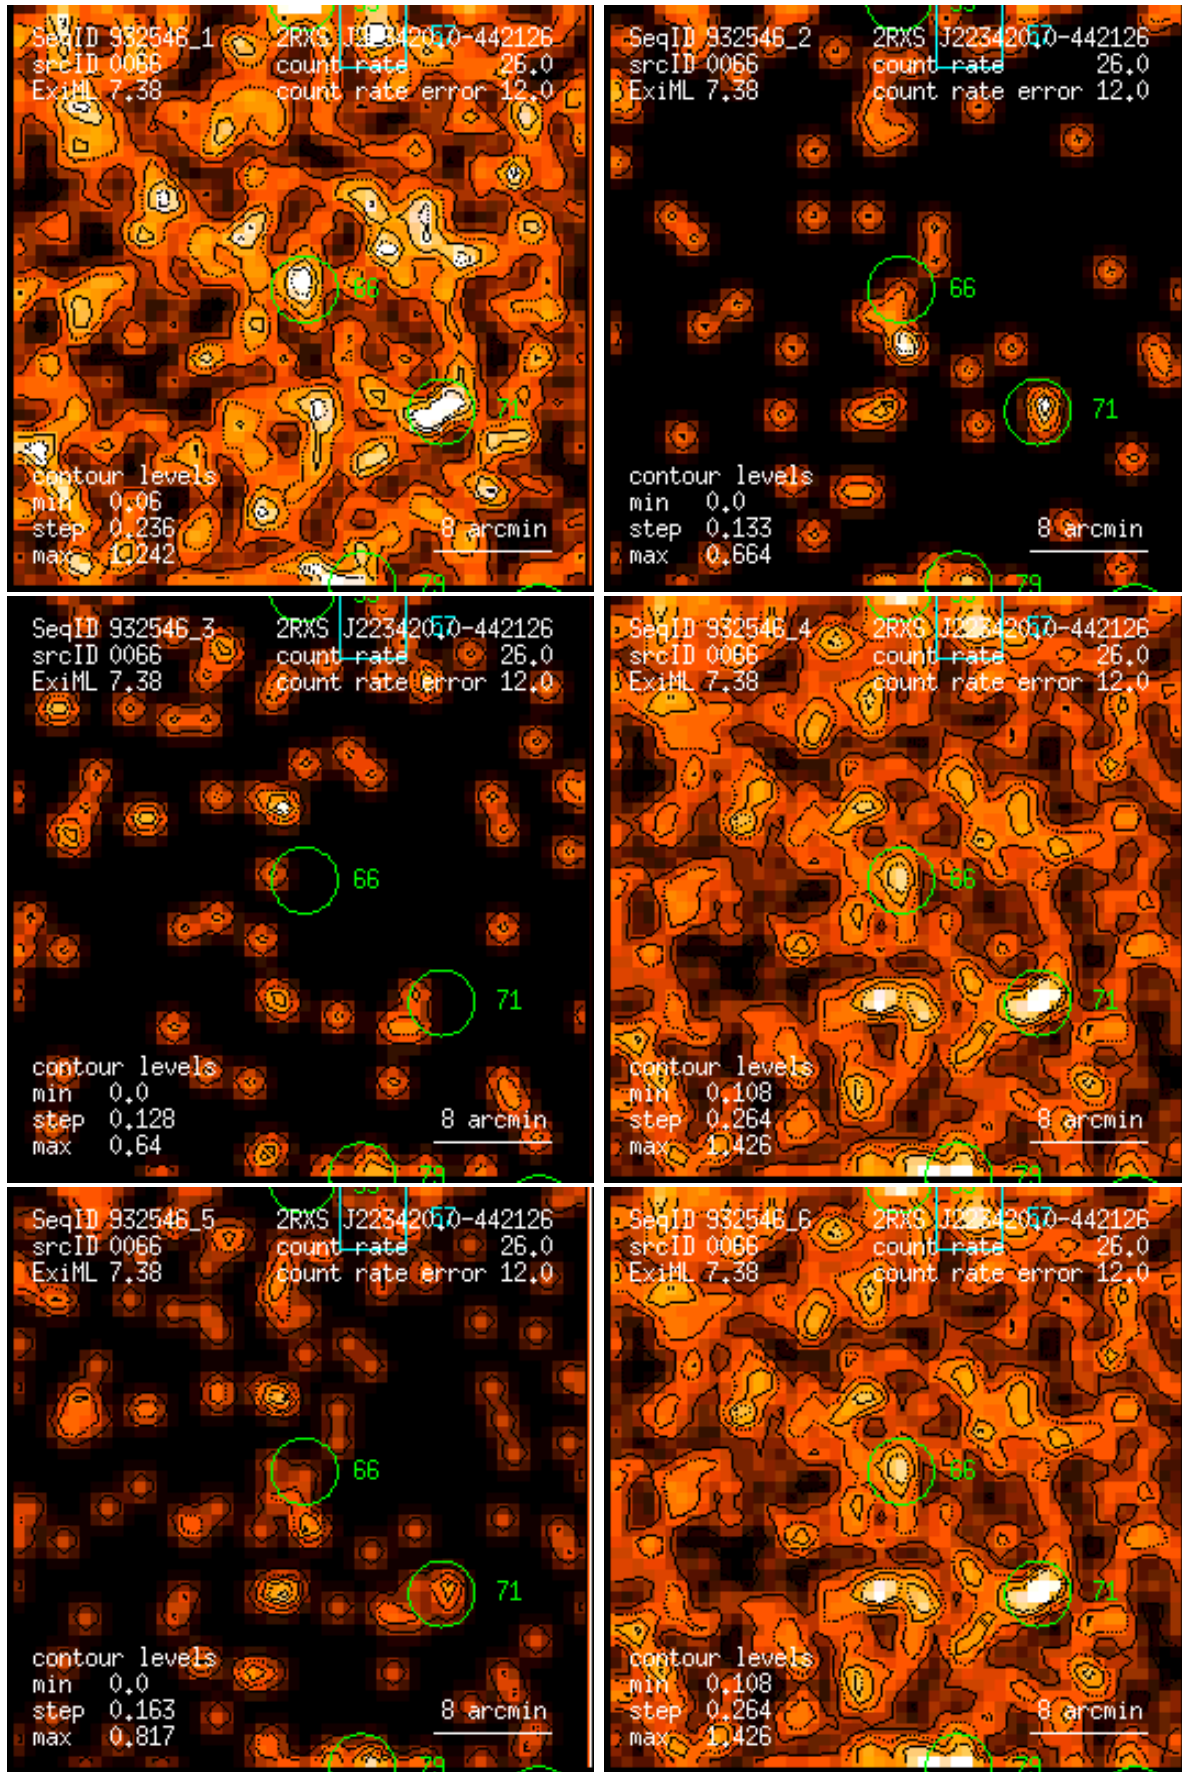 SeqID 932546_1 2RXS J223420.0-442126
srcID 0066 count rate 26.0
ExiML 7.38 count rate error 12.0
66
71
contour levels
min 0.06
step 0.236 8 arcmin
max 1.242
79
SeqID 932546_2 2RXS J223420.0-442126
srcID 0066 count rate 26.0
ExiML 7.38 count rate error 12.0
66
71
contour levels
min 0.0
step 0.133 8 arcmin
max 0.664
79
SeqID 932546_3 2RXS J223420.0-442126
srcID 0066 count rate 26.0
ExiML 7.38 count rate error 12.0
66
71
contour levels
min 0.0
step 0.128 8 arcmin
max 0.64
79
SeqID 932546_4 2RXS J223420.0-442126
srcID 0066 count rate 26.0
ExiML 7.38 count rate error 12.0
66
71
contour levels
min 0.108
step 0.264 8 arcmin
max 1.426
79
SeqID 932546_5 2RXS J223420.0-442126
srcID 0066 count rate 26.0
ExiML 7.38 count rate error 12.0
66
71
contour levels
min 0.0
step 0.163 8 arcmin
max 0.817
79
SeqID 932546_6 2RXS J223420.0-442126
srcID 0066 count rate 26.0
ExiML 7.38 count rate error 12.0
66
71
contour levels
min 0.108
step 0.264 8 arcmin
max 1.426
79